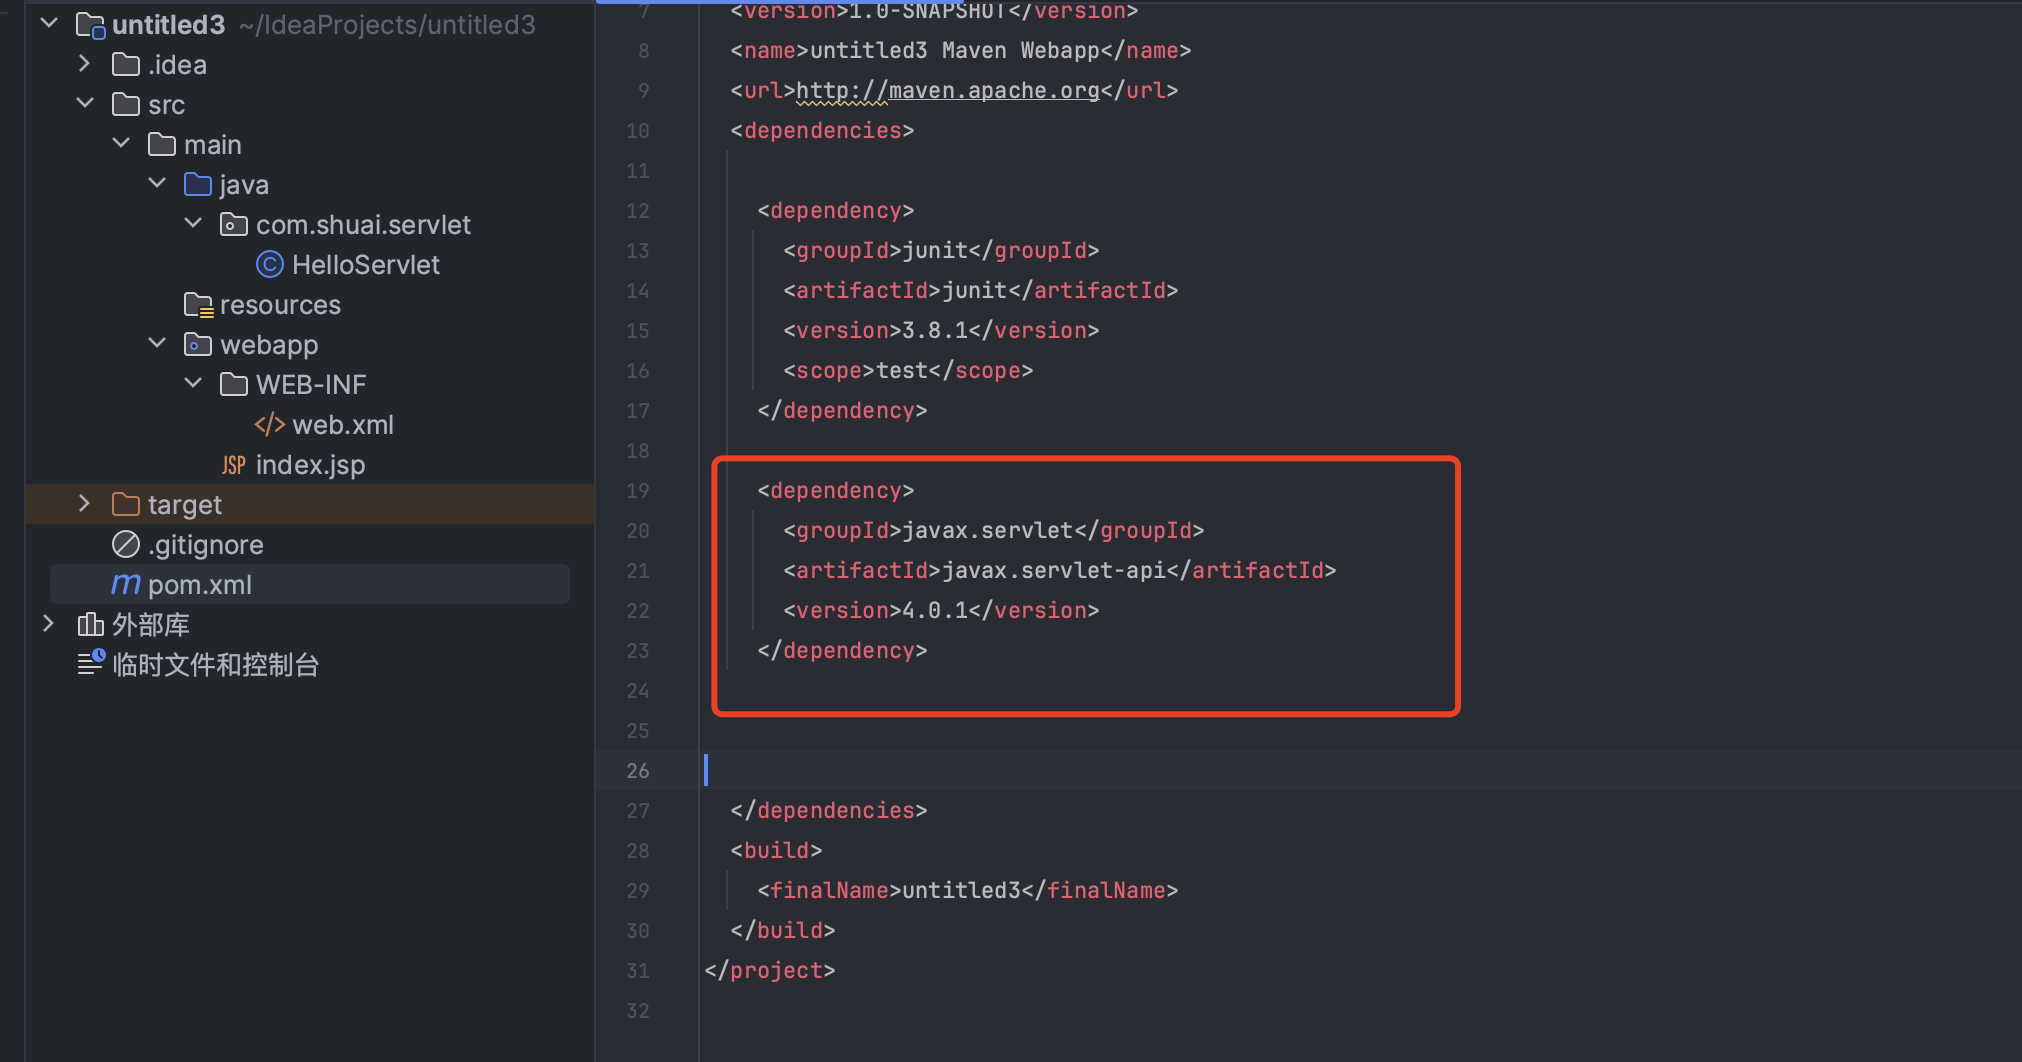 untitled3 ~/IdeaProjects/untitled3
.idea
src
main
java
com.shuai.servlet
HelloServlet
resources
webapp
WEB-INF
web.xml
JSP index.jsp
target
.gitignore
pom.xml
外部库
临时文件和控制台
7 <version>1.0-SNAPSHOT</version>
8 <name>untitled3 Maven Webapp</name>
9 <url>http://maven.apache.org</url>
10 <dependencies>
11
12 <dependency>
13 <groupId>junit</groupId>
14 <artifactId>junit</artifactId>
15 <version>3.8.1</version>
16 <scope>test</scope>
17 </dependency>
18
19 <dependency>
20 <groupId>javax.servlet</groupId>
21 <artifactId>javax.servlet-api</artifactId>
22 <version>4.0.1</version>
23 </dependency>
24
25
26
27 </dependencies>
28 <build>
29 <finalName>untitled3</finalName>
30 </build>
31 </project>
32